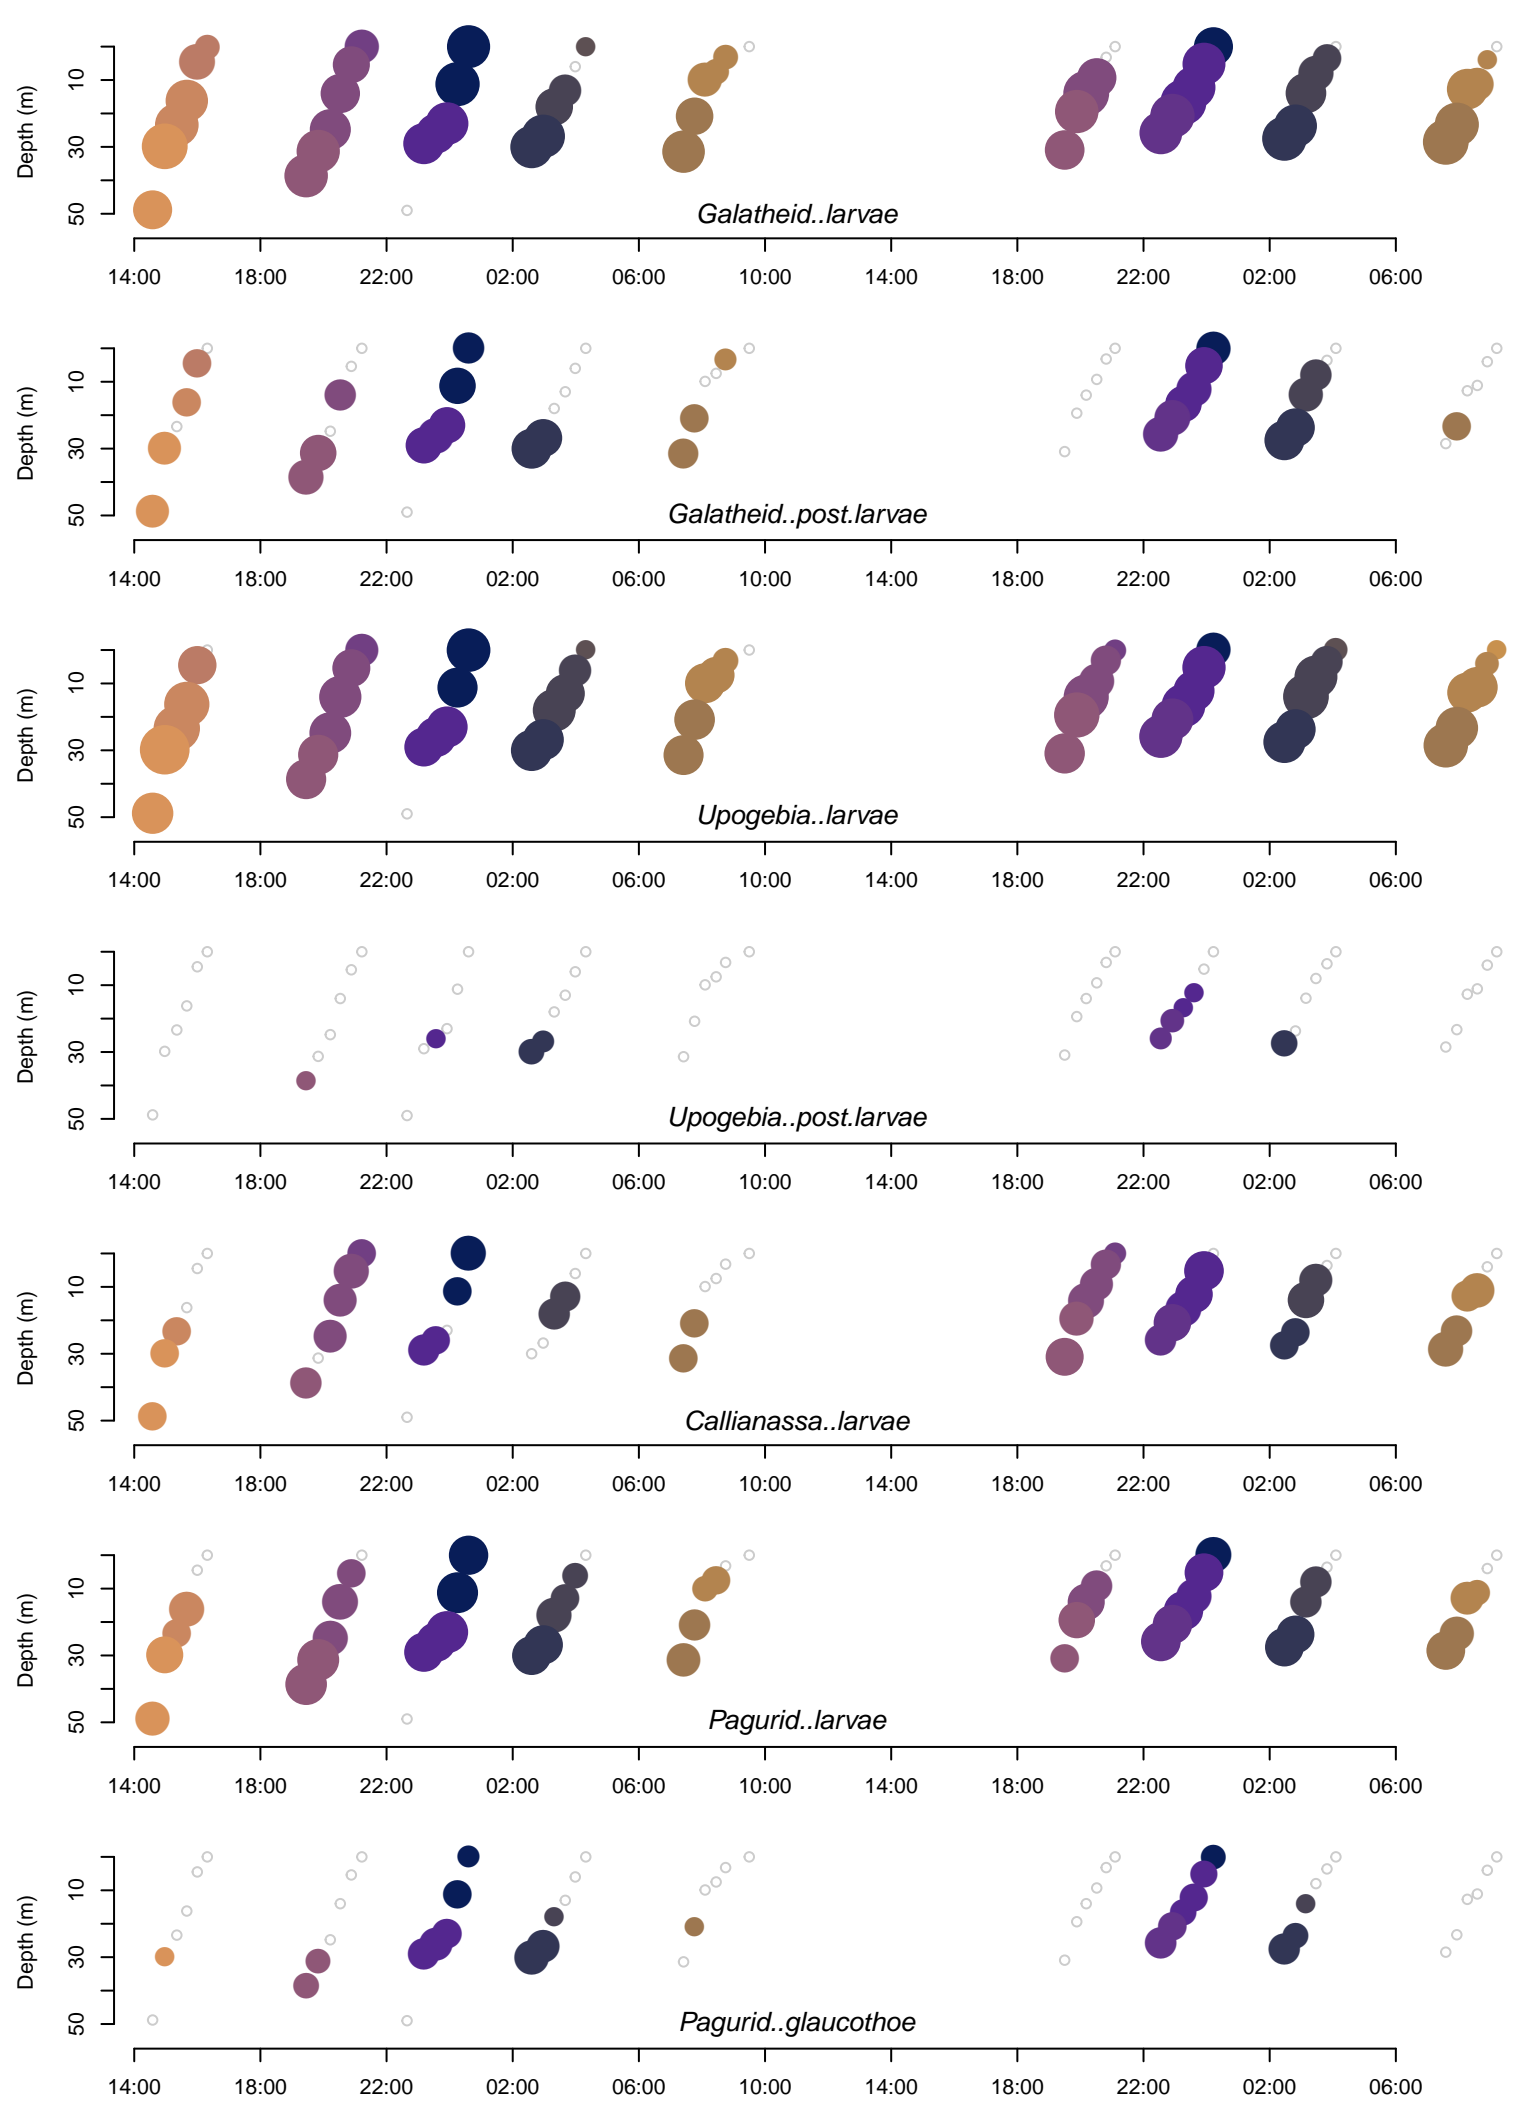 Depth (m)
10
30
50
Galatheid..larvae
14:00 18:00 22:00 02:00 06:00 10:00 14:00 18:00 22:00 02:00 06:00
Depth (m)
10
30
50
Galatheid..post.larvae
14:00 18:00 22:00 02:00 06:00 10:00 14:00 18:00 22:00 02:00 06:00
Depth (m)
10
30
50
Upogebia..larvae
14:00 18:00 22:00 02:00 06:00 10:00 14:00 18:00 22:00 02:00 06:00
Depth (m)
10
30
50
Upogebia..post.larvae
14:00 18:00 22:00 02:00 06:00 10:00 14:00 18:00 22:00 02:00 06:00
Depth (m)
10
30
50
Callianassa..larvae
14:00 18:00 22:00 02:00 06:00 10:00 14:00 18:00 22:00 02:00 06:00
Depth (m)
10
30
50
Pagurid..larvae
14:00 18:00 22:00 02:00 06:00 10:00 14:00 18:00 22:00 02:00 06:00
Depth (m)
10
30
50
Pagurid..glaucothoe
14:00 18:00 22:00 02:00 06:00 10:00 14:00 18:00 22:00 02:00 06:00